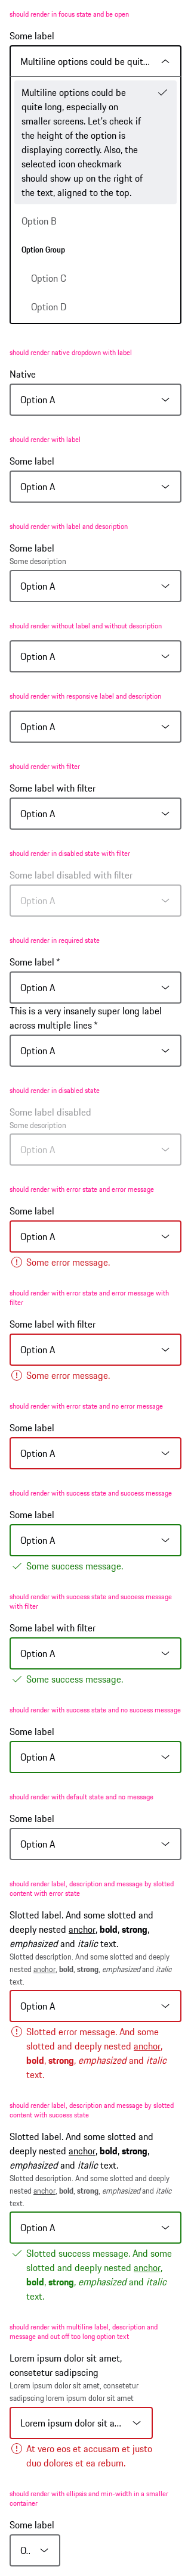 should render in focus state and be open
Some label
Multiline options could be quit...
Multiline options could be
quite long, especially on
smaller screens. Let's check if
the height of the option is
displaying correctly. Also, the
selected icon checkmark
should show up on the right of
the text, aligned to the top.
Option B
Option Group
Option C
Option D
should render native dropdown with label
Native
Option A
should render with label
Some label
Option A
should render with label and description
Some label
Some description
Option A
should render without label and without description
Option A
should render with responsive label and description
Option A
should render with filter
Some label with filter
Option A
should render in disabled state with filter
Some label disabled with filter
Option A
should render in required state
Some label *
Option A
This is a very insanely super long label
across multiple lines *
Option A
should render in disabled state
Some label disabled
Some description
Option A
should render with error state and error message
Some label
Option A
Some error message.
should render with error state and error message with
filter
Some label with filter
Option A
Some error message.
should render with error state and no error message
Some label
Option A
should render with success state and success message
Some label
Option A
Some success message.
should render with success state and success message
with filter
Some label with filter
Option A
Some success message.
should render with success state and no success message
Some label
Option A
should render with default state and no message
Some label
Option A
should render label, description and message by slotted
content with error state
Slotted label. And some slotted and
deeply nested anchor, bold, strong,
emphasized and italic text.
Slotted description. And some slotted and deeply
nested anchor, bold, strong, emphasized and italic
text.
Option A
Slotted error message. And some
slotted and deeply nested anchor,
bold, strong, emphasized and italic
text.
should render label, description and message by slotted
content with success state
Slotted label. And some slotted and
deeply nested anchor, bold, strong,
emphasized and italic text.
Slotted description. And some slotted and deeply
nested anchor, bold, strong, emphasized and italic
text.
Option A
Slotted success message. And some
slotted and deeply nested anchor,
bold, strong, emphasized and italic
text.
should render with multiline label, description and
message and cut off too long option text
Lorem ipsum dolor sit amet,
consetetur sadipscing
Lorem ipsum dolor sit amet, consetetur
sadipscing lorem ipsum dolor sit amet
Lorem ipsum dolor sit a...
At vero eos et accusam et justo
duo dolores et ea rebum.
should render with ellipsis and min-width in a smaller
container
Some label
O..